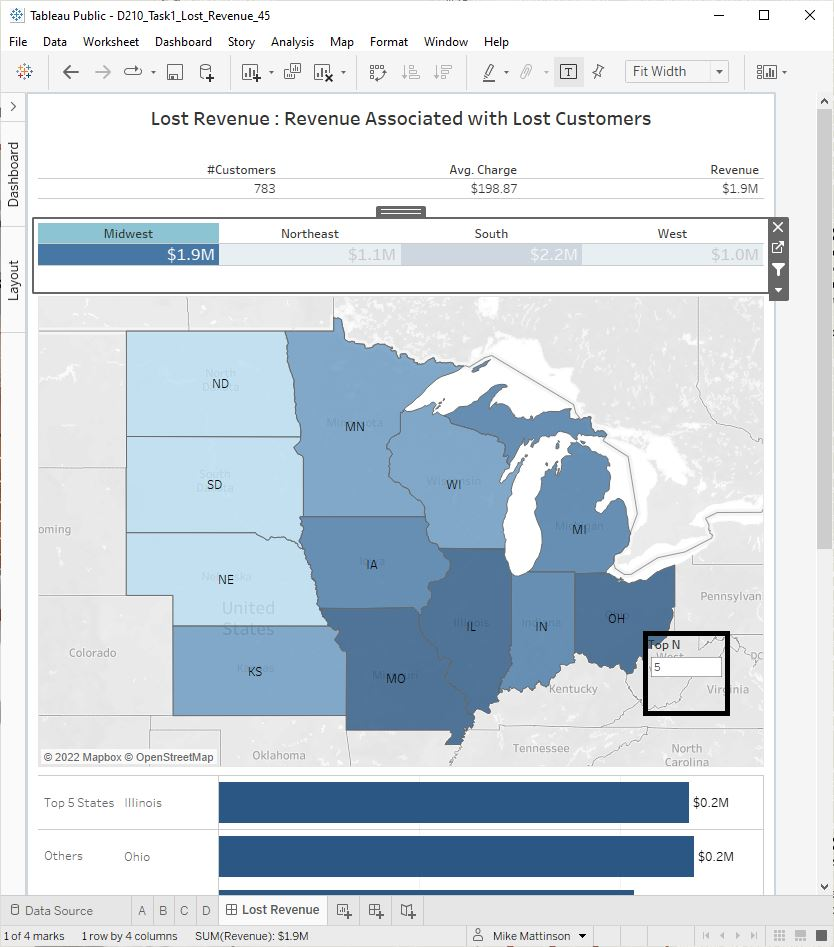 Tableau Public - D210_Task1_Lost_Revenue_45
File Data Worksheet Dashboard Story Analysis Map Format Window Help
T Fit Width
Dashboard
Layout
Lost Revenue : Revenue Associated with Lost Customers
#Customers Avg. Charge Revenue
783 $198.87 $1.9M
Midwest Northeast South West
$1.9M $1.1M $2.2M $1.0M
North
Dakota
ND
Minnesota
MN
South
Dakota
SD
Wisconsin
WI
oming
Michigan
MI
Iowa
IA
Nebraska
NE
Pennsylvan
United
States
Illinois
IL
Indiana
IN
OH
Top N
5
West
DC
Virginia
Colorado
Kansas
KS
Missouri
MO
Kentucky
Tennessee
North
Carolina
Oklahoma
© 2022 Mapbox © OpenStreetMap
Top 5 States Illinois $0.2M
Others Ohio $0.2M
Data Source A B C D Lost Revenue
1 of 4 marks 1 row by 4 columns SUM(Revenue): $1.9M Mike Mattinson